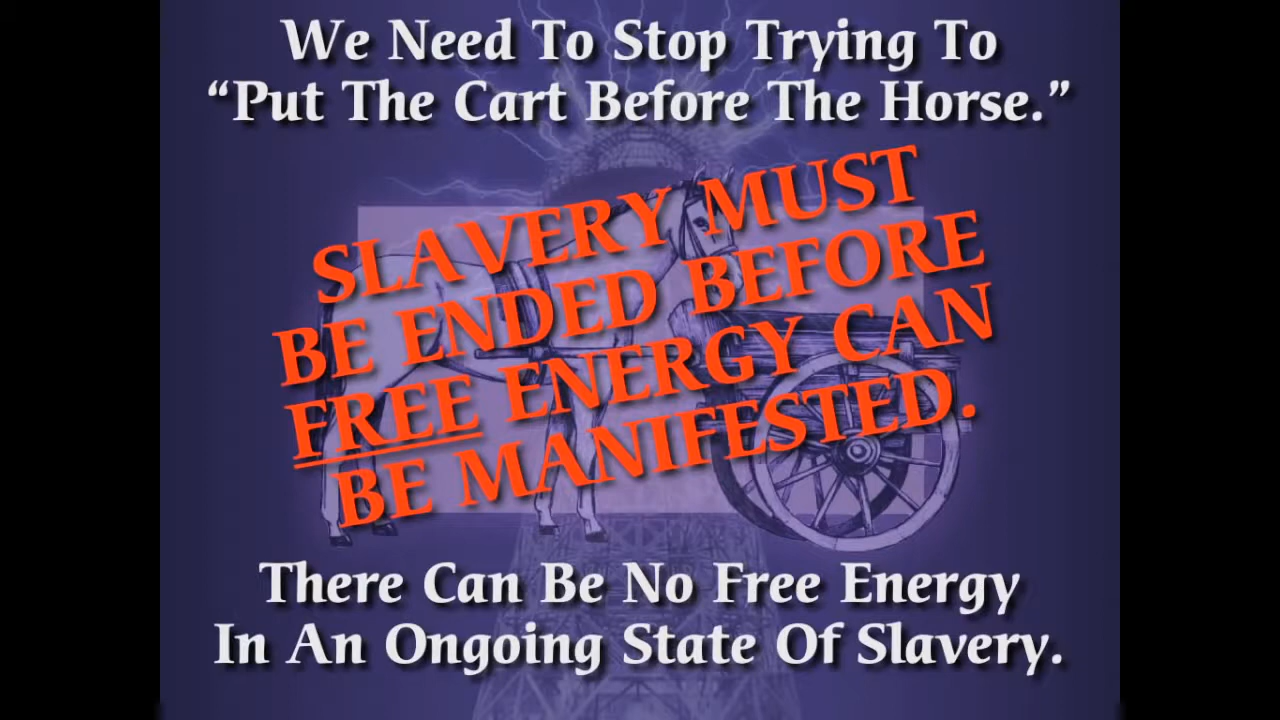 We Need To Stop Trying To
“Put The Cart Before The Horse.”
SLAVERY MUST
BE ENDED BEFORE
FREE ENERGY CAN
BE MANIFESTED.
There Can Be No Free Energy
In An Ongoing State Of Slavery.